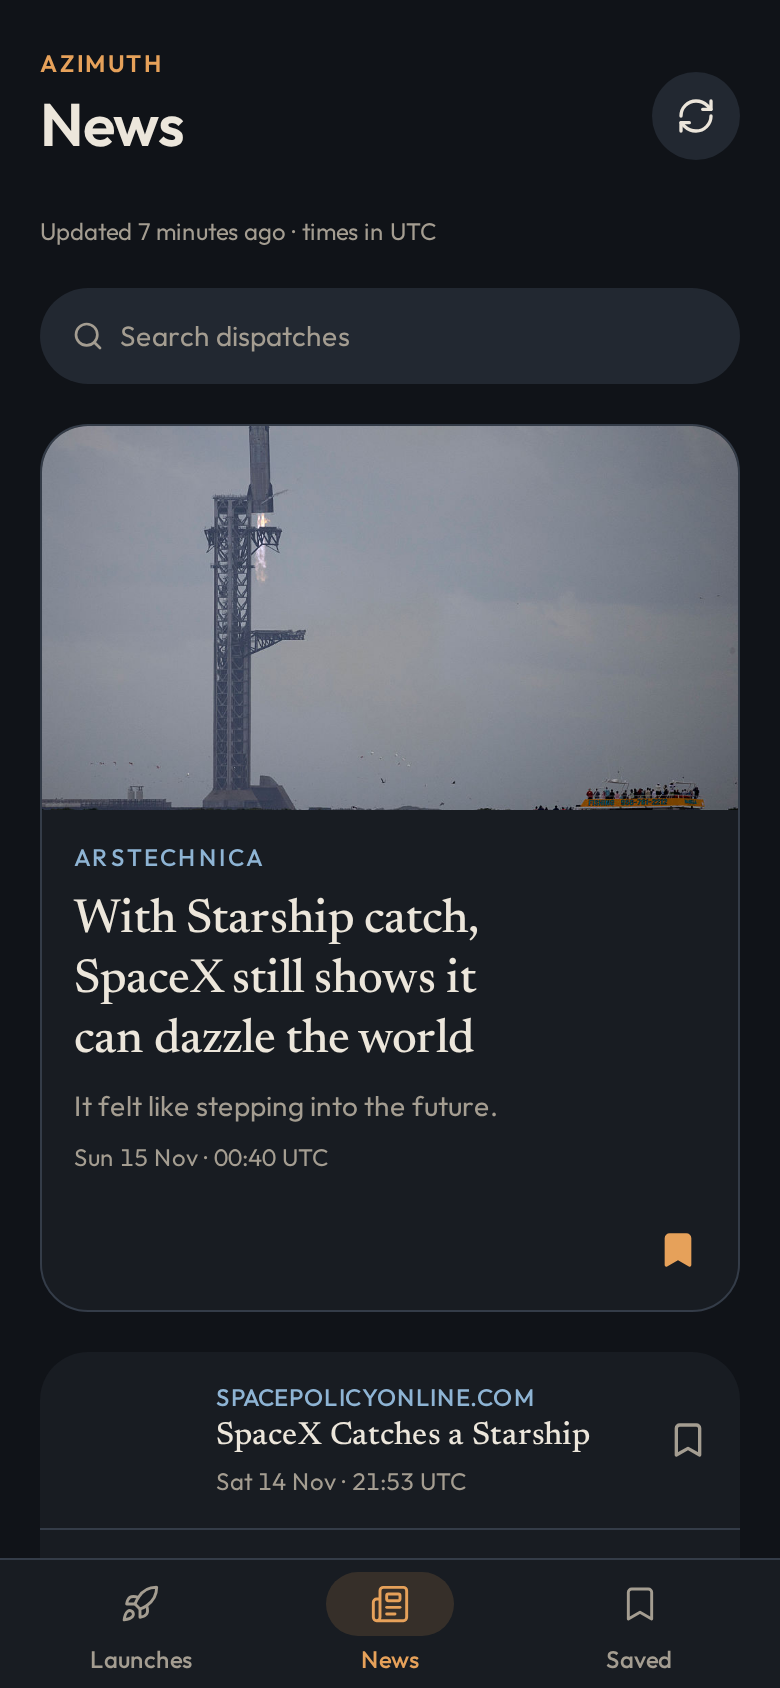 AZIMUTH
News
Updated 7 minutes ago · times in UTC
Search dispatches
ARSTECHNICA
With Starship catch,
SpaceX still shows it
can dazzle the world
It felt like stepping into the future.
Sun 15 Nov · 00:40 UTC
SPACEPOLICYONLINE.COM
SpaceX Catches a Starship
Sat 14 Nov · 21:53 UTC
Launches
News
Saved